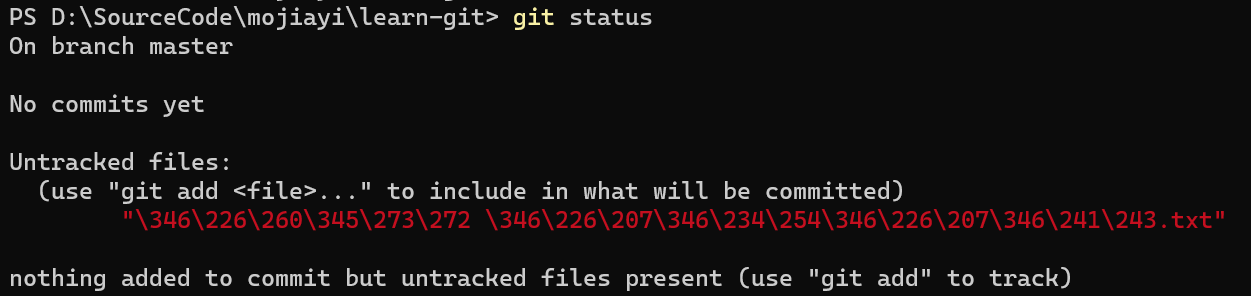 PS D:\SourceCode\mojiayi\learn-git> git status
On branch master
No commits yet
Untracked files:
(use "git add <file>..." to include in what will be committed)
"\346\226\260\345\273\272 \346\226\207\346\234\254\346\226\207\346\241\243.txt"
nothing added to commit but untracked files present (use "git add" to track)